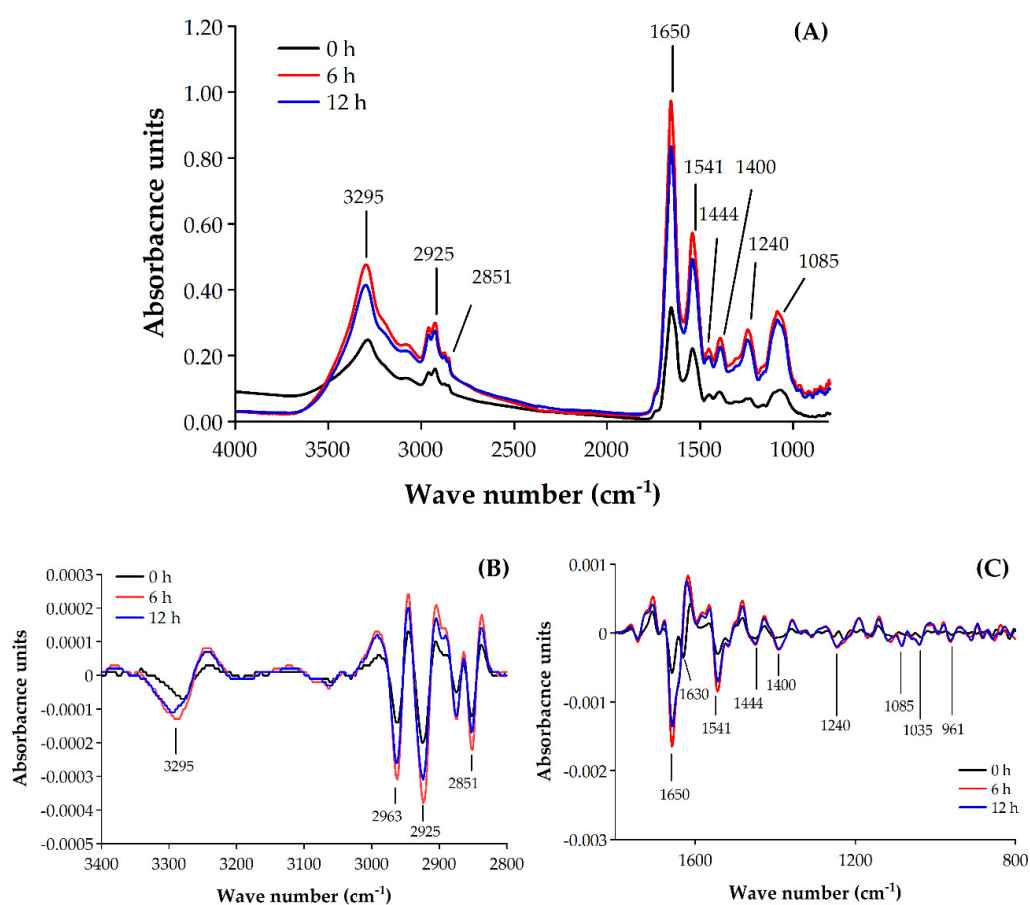 (A)
1.20
1.00
0.80
0.60
0.40
0.20
0.00
Absorbacnce units
0 h
6 h
12 h
3295
2925
2851
1650
1541
1444
1400
1240
1085
4000 3500 3000 2500 2000 1500 1000
Wave number (cm-1)
(B)
0.0003
0.0002
0.0001
0
-0.0001
-0.0002
-0.0003
-0.0004
-0.0005
Absorbacnce units
0 h
6 h
12 h
3295
2963
2925
2851
3400 3300 3200 3100 3000 2900 2800
Wave number (cm-1)
(C)
0.001
0
-0.001
-0.002
-0.003
Absorbacnce units
1650
1630
1541
1444
1400
1240
1085
1035
961
0 h
6 h
12 h
1600 1200 800
Wave number (cm-1)